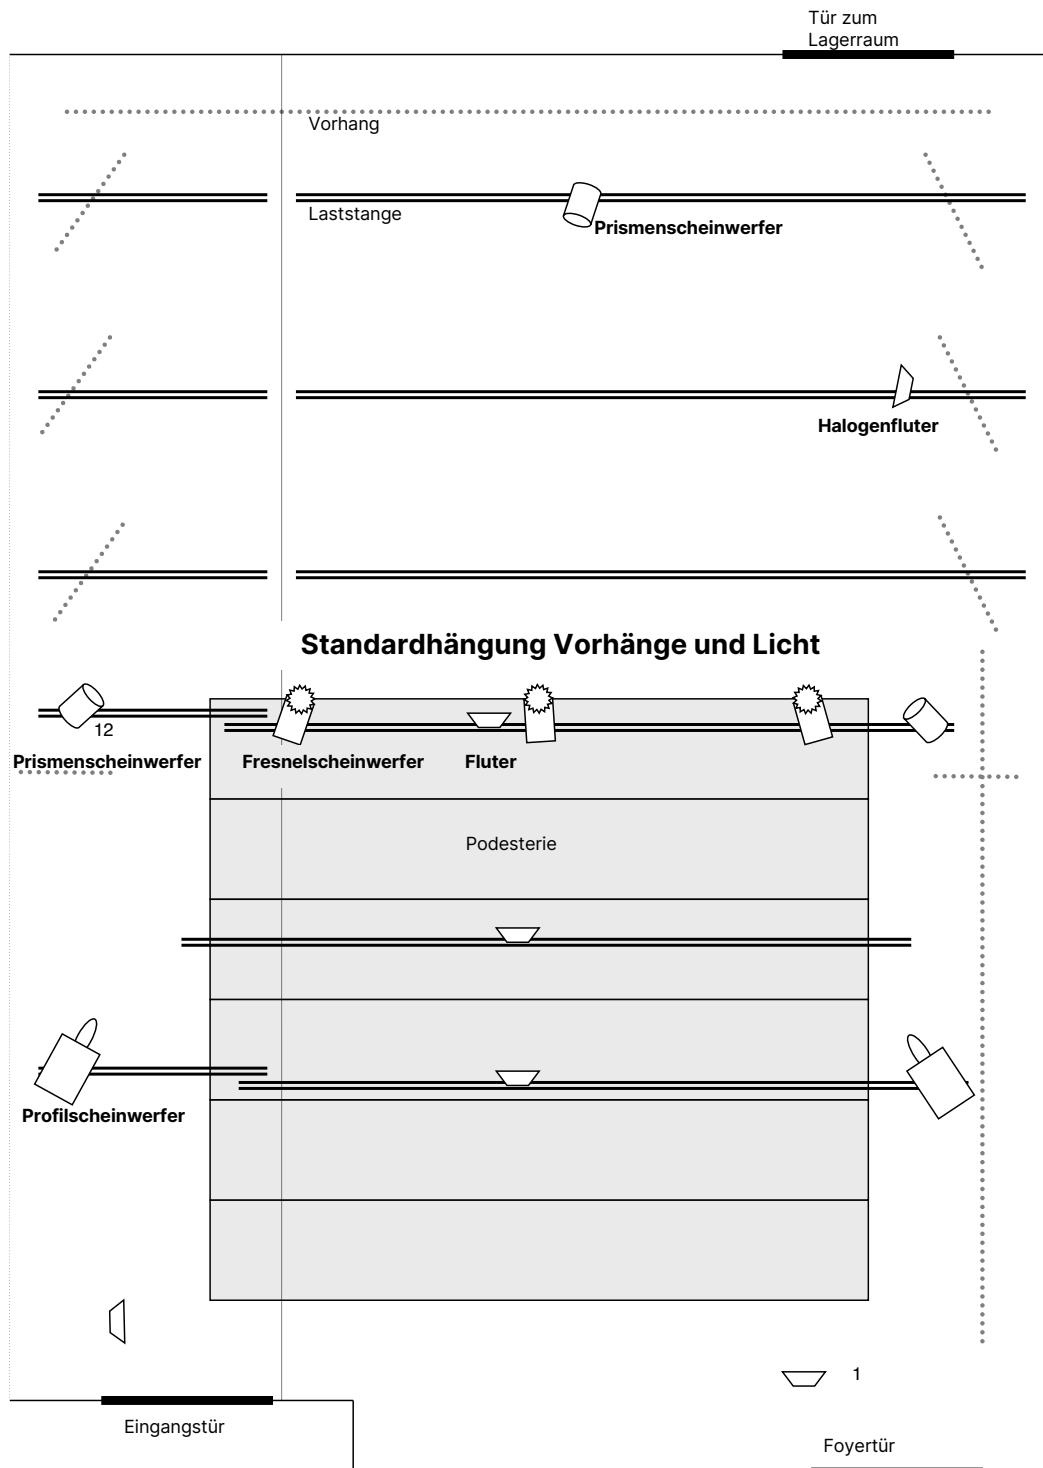 Tür zum
Lagerraum
Vorhang
Laststange
Prismenscheinwerfer
Halogenfluter
Standardhängung Vorhänge und Licht
12
Prismenscheinwerfer
Fresnelscheinwerfer
Fluter
Podesterie
Profilscheinwerfer
1
Eingangstür
Foyertür